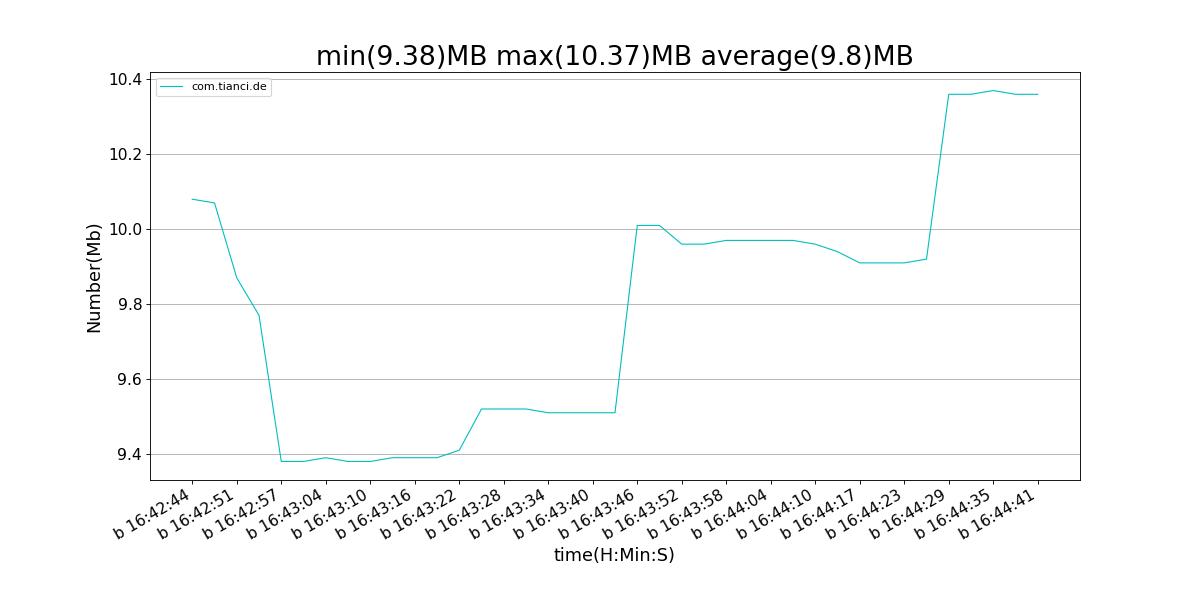 min(9.38)MB max(10.37)MB average(9.8)MB
com.tianci.de
10.4
10.2
10.0
9.8
9.6
9.4
Number(Mb)
b 16:42:44
b 16:42:51
b 16:42:57
b 16:43:04
b 16:43:10
b 16:43:16
b 16:43:22
b 16:43:28
b 16:43:34
b 16:43:40
b 16:43:46
b 16:43:52
b 16:43:58
b 16:44:04
b 16:44:10
b 16:44:17
b 16:44:23
b 16:44:29
b 16:44:35
b 16:44:41
time(H:Min:S)